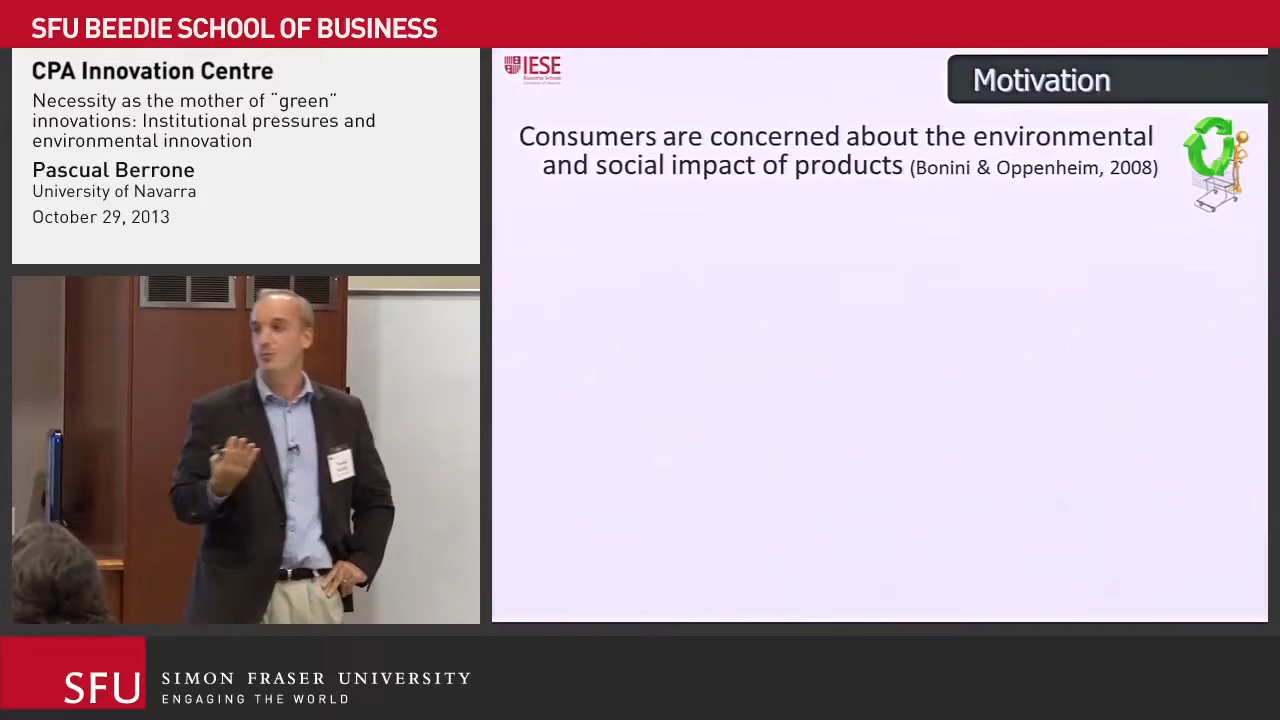 SFU BEEDIE SCHOOL OF BUSINESS
CPA Innovation Centre
Necessity as the mother of “green”
innovations: Institutional pressures and
environmental innovation
Pascual Berrone
University of Navarra
October 29, 2013
IESE
Business School
Motivation
Consumers are concerned about the environmental
and social impact of products (Bonini & Oppenheim, 2008)
SFU
SIMON FRASER UNIVERSITY
ENGAGING THE WORLD